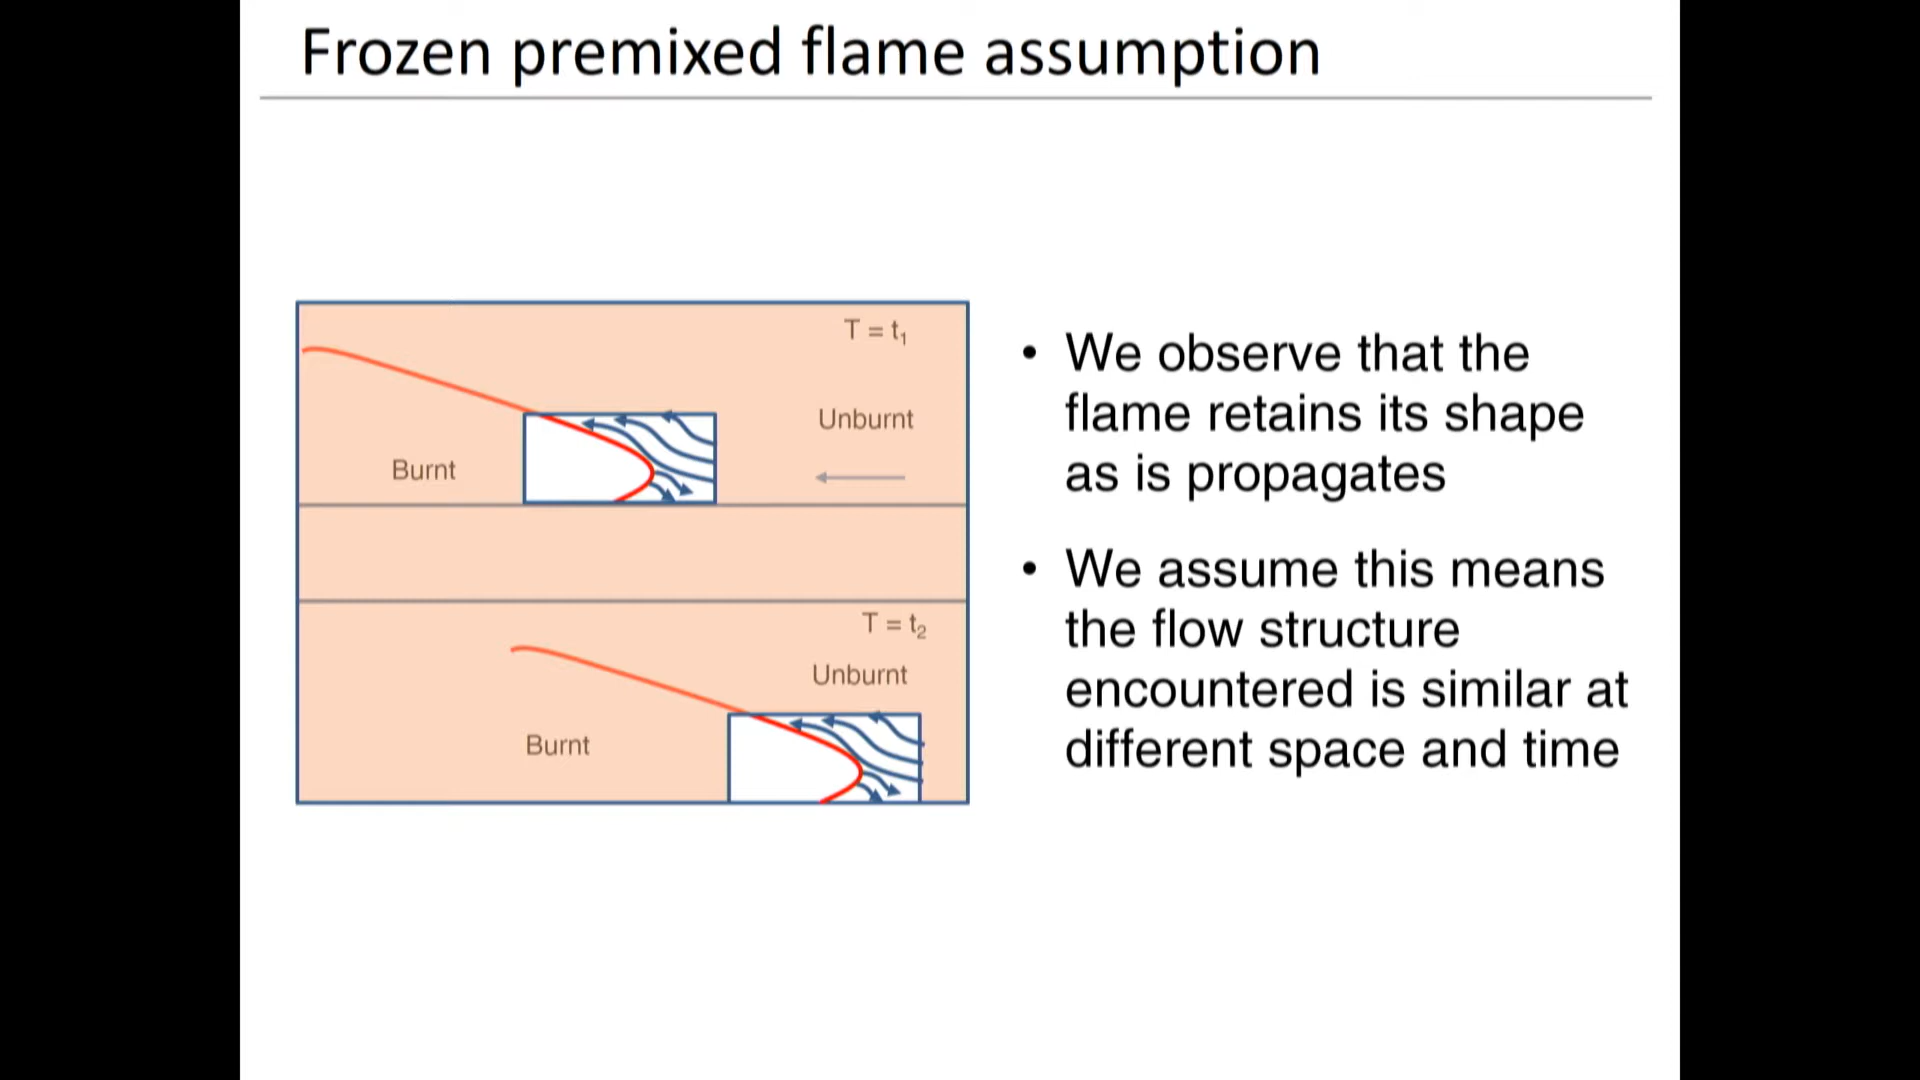 Frozen premixed flame assumption
T = t₁
Unburnt
Burnt
T = t₂
Unburnt
Burnt
• We observe that the
flame retains its shape
as is propagates
• We assume this means
the flow structure
encountered is similar at
different space and time